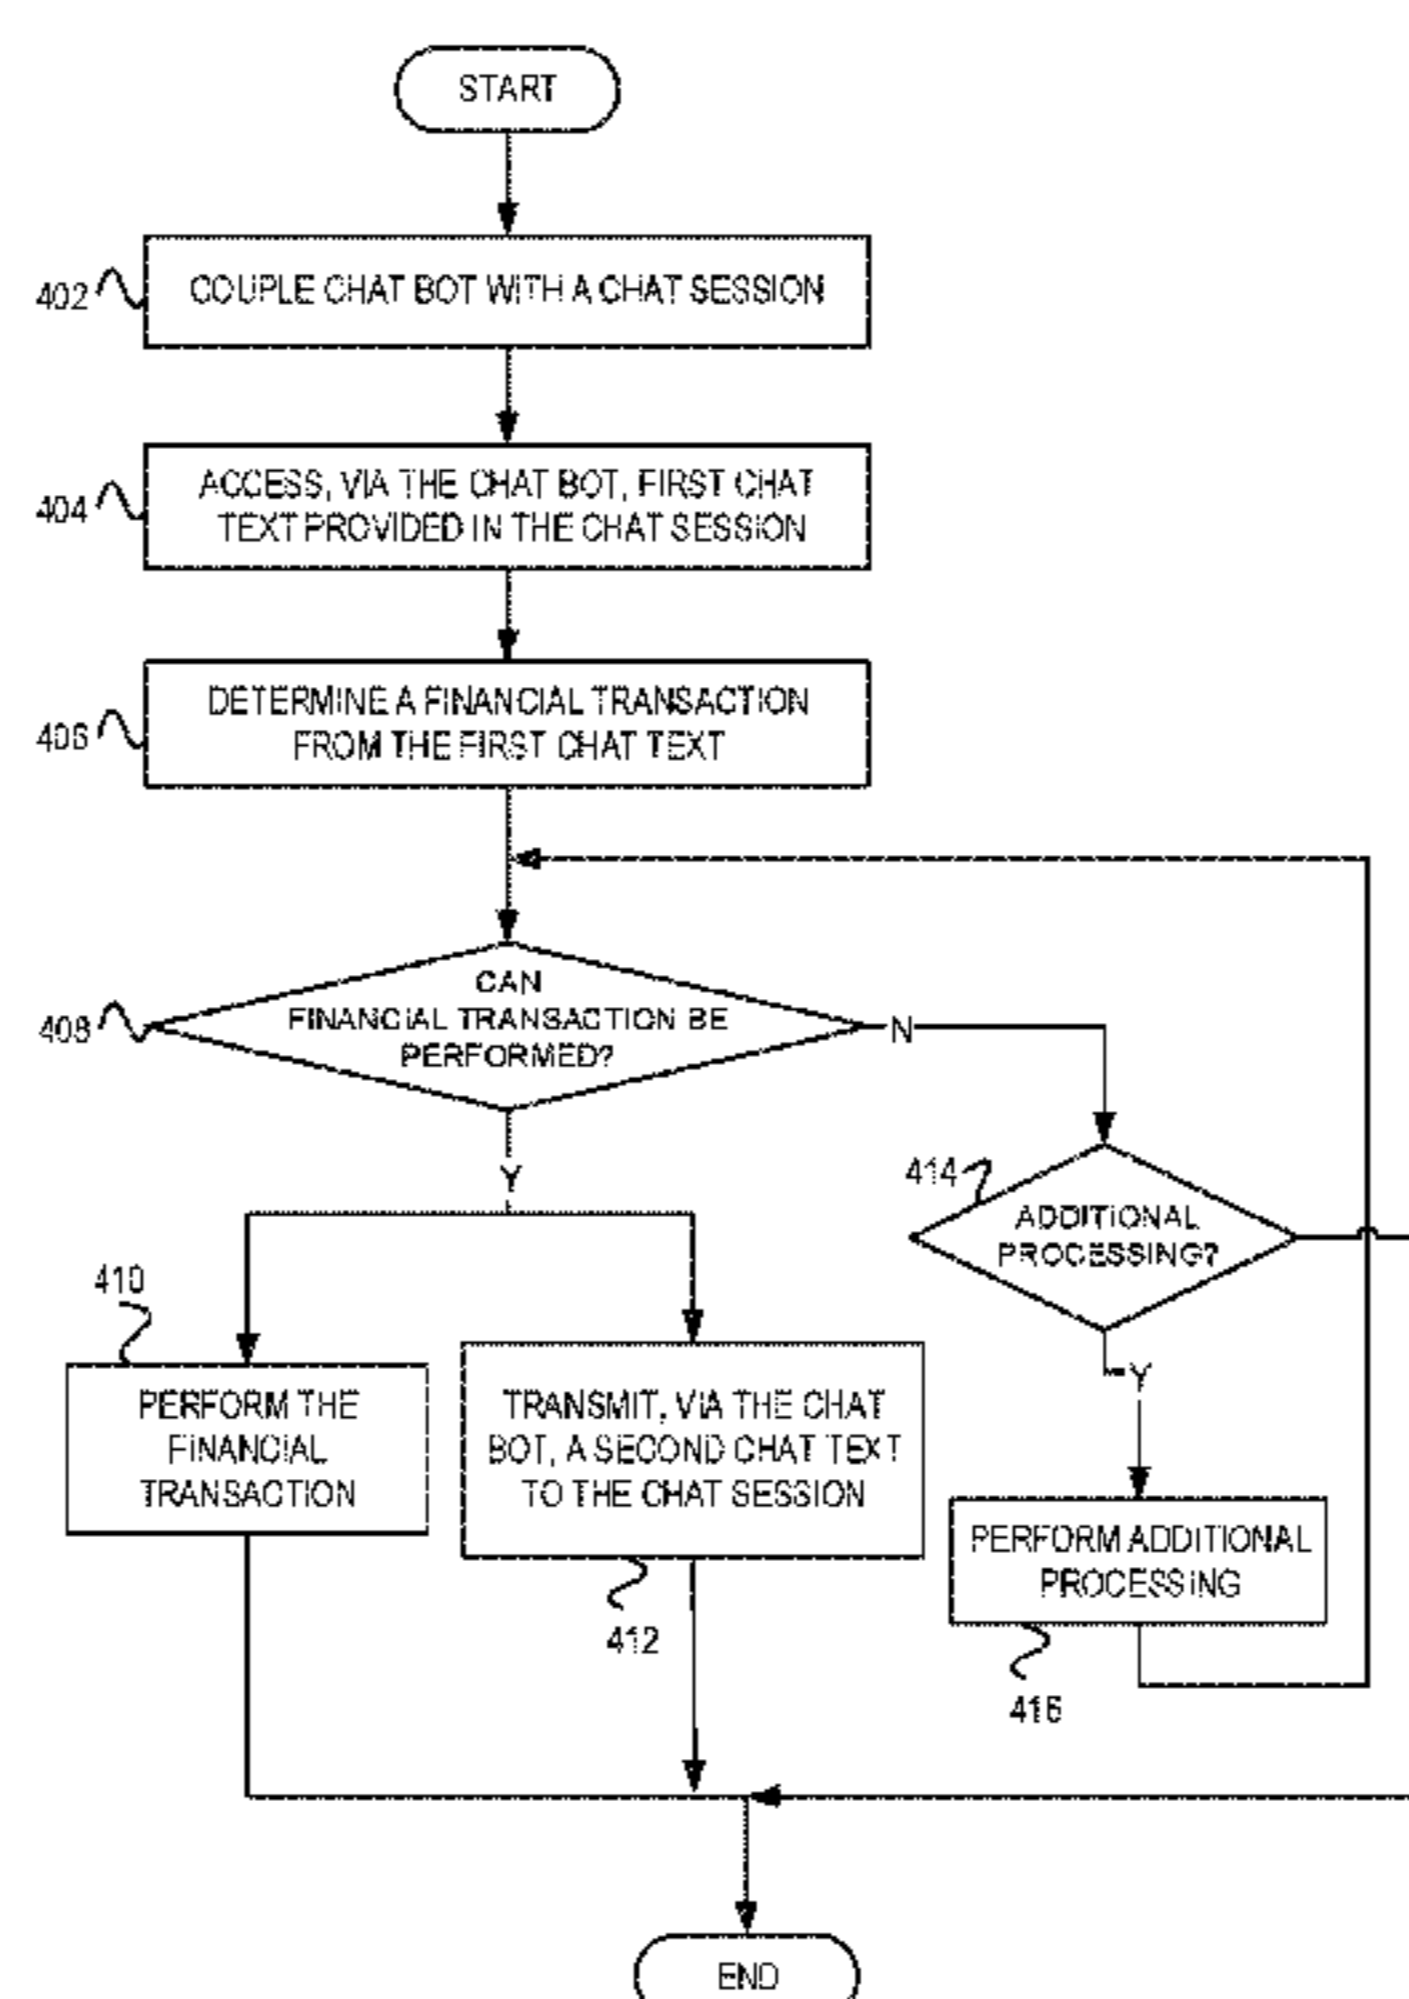 START
402
COUPLE CHAT BOT WITH A CHAT SESSION
404
ACCESS, VIA THE CHAT BOT, FIRST CHAT
TEXT PROVIDED IN THE CHAT SESSION
406
DETERMINE A FINANCIAL TRANSACTION
FROM THE FIRST CHAT TEXT
408
CAN
FINANCIAL TRANSACTION BE
PERFORMED?
N
Y
414
ADDITIONAL
PROCESSING?
Y
410
PERFORM THE
FINANCIAL
TRANSACTION
TRANSMIT, VIA THE CHAT
BOT, A SECOND CHAT TEXT
TO THE CHAT SESSION
412
PERFORM ADDITIONAL
PROCESSING
416
END